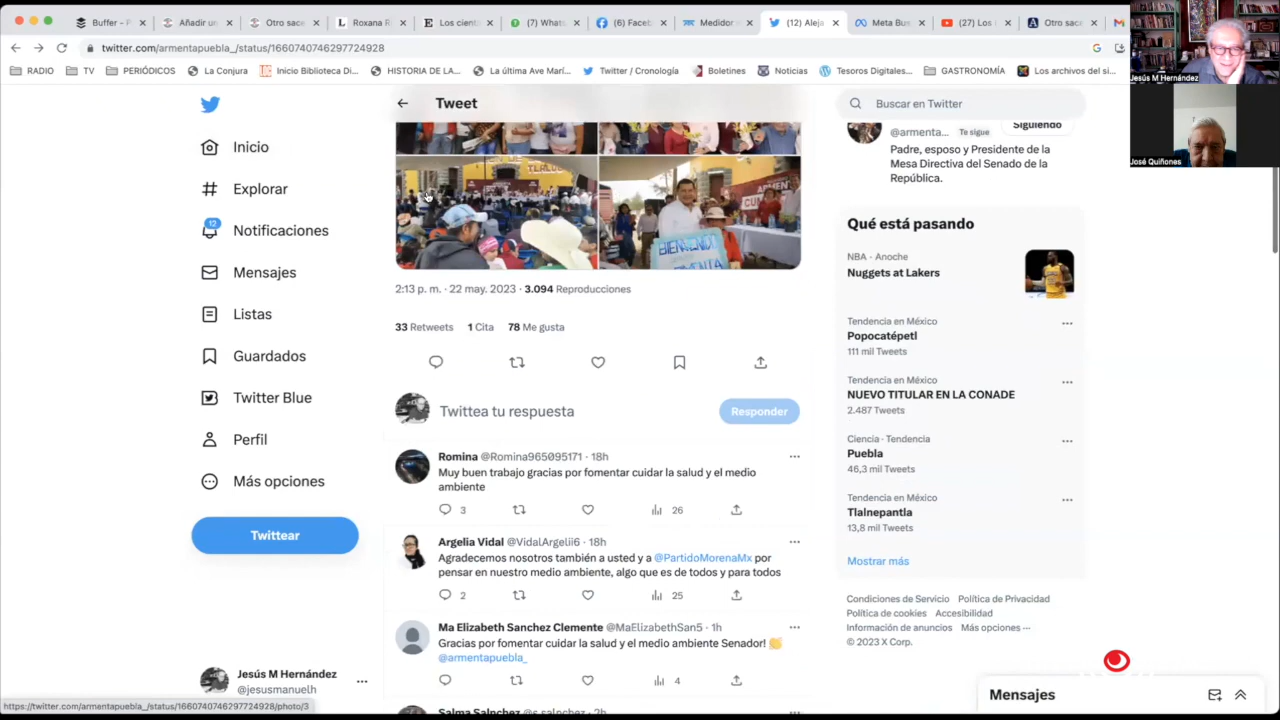 Buffer - P
Añadir un
Otro sace
Roxana R
Los cientí
(7) Whats
(6) Faceb
Medidor
(12) Aleja
Meta Bus
(27) Los
Otro sace
twitter.com/armentapuebla_/status/1660740746297724928
RADIO
TV
PERIÓDICOS
La Conjura
Inicio Biblioteca Di...
HISTORIA DE LA...
La última Ave Marí...
Twitter / Cronología
Boletines
Noticias
Tesoros Digitales...
GASTRONOMÍA
Los archivos del si...
Jesús M Hernández
José Quiñones
Inicio
Explorar
12
Notificaciones
Mensajes
Listas
Guardados
Twitter Blue
Perfil
Más opciones
Twittear
Jesús M Hernández
@jesusmanuelh
https://twitter.com/armentapuebla_/status/1660740746297724928/photo/3
Tweet
BIENVENIDO
ARMENTA
2:13 p. m. · 22 may. 2023 · 3.094 Reproducciones
33 Retweets 1 Cita 78 Me gusta
Twittea tu respuesta
Responder
Romina @Romina965095171 · 18h
Muy buen trabajo gracias por fomentar cuidar la salud y el medio
ambiente
3 26
Argelia Vidal @VidalArgelii6 · 18h
Agradecemos nosotros también a usted y a @PartidoMorenaMx por
pensar en nuestro medio ambiente, algo que es de todos y para todos
2 25
Ma Elizabeth Sanchez Clemente @MaElizabethSan5 · 1h
Gracias por fomentar cuidar la salud y el medio ambiente Senador! 👏
@armentapuebla_
4
Buscar en Twitter
@armenta... Te sigue
Siguiendo
Padre, esposo y Presidente de la
Mesa Directiva del Senado de la
República.
Qué está pasando
NBA · Anoche
Nuggets at Lakers
Tendencia en México
Popocatépetl
111 mil Tweets
Tendencia en México
NUEVO TITULAR EN LA CONADE
2.487 Tweets
Ciencia · Tendencia
Puebla
46,3 mil Tweets
Tendencia en México
Tlalnepantla
13,8 mil Tweets
Mostrar más
Condiciones de Servicio Política de Privacidad
Política de cookies Accesibilidad
Información de anuncios Más opciones ···
© 2023 X Corp.
Mensajes